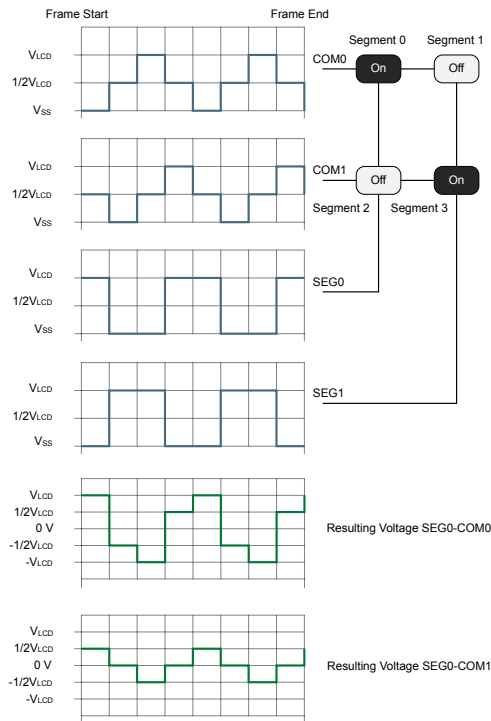 Frame Start Frame End
Segment 0 Segment 1
VLCD
1/2VLCD
VSS
COM0
On Off
VLCD
1/2VLCD
VSS
COM1
Off On
Segment 2 Segment 3
VLCD
1/2VLCD
VSS
SEG0
VLCD
1/2VLCD
VSS
SEG1
VLCD
1/2VLCD
0 V
-1/2VLCD
-VLCD
Resulting Voltage SEG0-COM0
VLCD
1/2VLCD
0 V
-1/2VLCD
-VLCD
Resulting Voltage SEG0-COM1